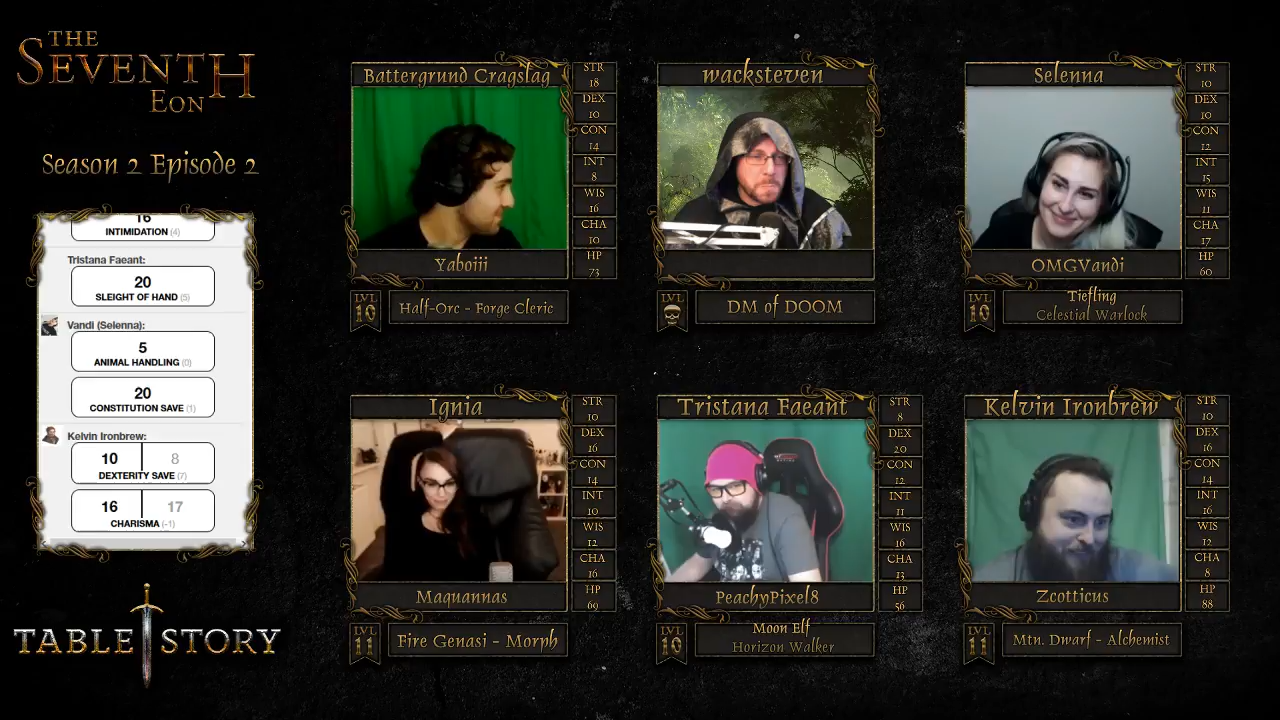 THE
SEVENTH
EON
Season 2 Episode 2
16
INTIMIDATION (4)
Tristana Faeant:
20
SLEIGHT OF HAND (5)
Vandi (Selenna):
5
ANIMAL HANDLING (0)
20
CONSTITUTION SAVE (1)
Kelvin Ironbrew:
10 8
DEXTERITY SAVE (7)
16 17
CHARISMA (-1)
TABLE STORY
Battergrund Cragslag
STR
18
DEX
10
CON
14
INT
8
WIS
16
CHA
10
HP
73
Yaboiii
LVL
10
Half-Orc - Forge Cleric
wacksteven
LVL
DM of DOOM
Selenna
STR
10
DEX
10
CON
12
INT
15
WIS
11
CHA
17
HP
60
OMGVandi
LVL
10
Tiefling
Celestial Warlock
Ignia
STR
10
DEX
16
CON
14
INT
10
WIS
12
CHA
16
HP
69
Maquannas
LVL
11
Fire Genasi - Morph
Tristana Faeant
STR
8
DEX
20
CON
12
INT
11
WIS
16
CHA
13
HP
56
PeachyPixel8
LVL
10
Moon Elf
Horizon Walker
Kelvin Ironbrew
STR
10
DEX
16
CON
14
INT
16
WIS
12
CHA
8
HP
88
Zcotticus
LVL
11
Mtn. Dwarf - Alchemist